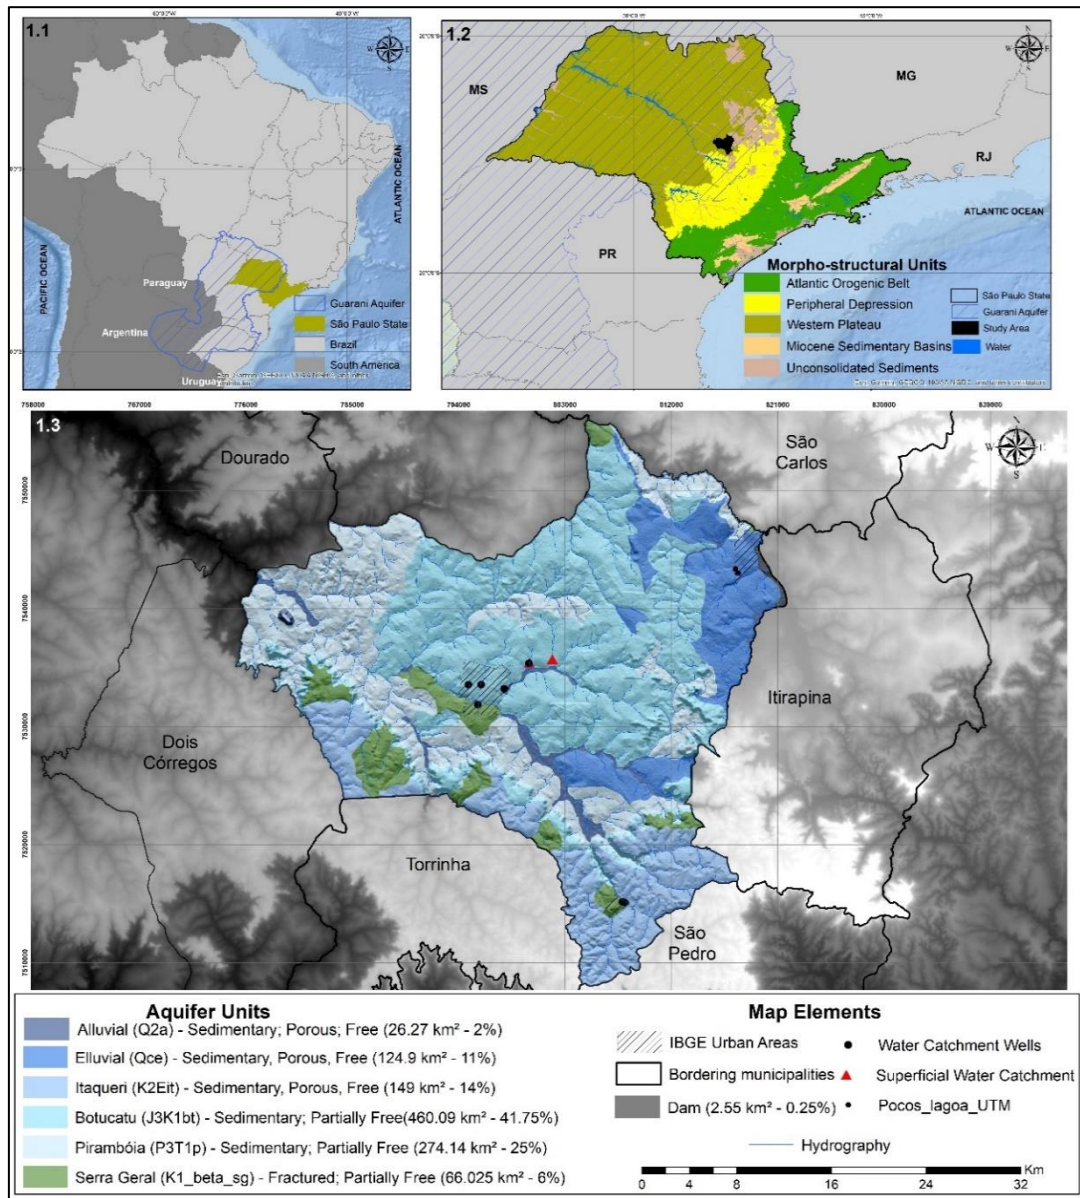 1.1
PACIFIC OCEAN
ATLANTIC OCEAN
Paraguay
Argentina
Uruguay
Guarani Aquifer
São Paulo State
Brazil
South America
1.2
MS
MG
RJ
PR
ATLANTIC OCEAN
Morpho-structural Units
Atlantic Orogenic Belt
Peripheral Depression
Western Plateau
Miocene Sedimentary Basins
Unconsolidated Sediments
São Paulo State
Guarani Aquifer
Study Area
Water
758000 767000 776000 785000 794000 803000 812000 821000 830000 839000
1.3
N
W
S
Dourado
São
Carlos
7550000
7540000
Itirapina
7530000
Dois
Córregos
7520000
Torrinha
São
Pedro
7510000
Aquifer Units
Alluvial (Q2a) - Sedimentary; Porous; Free (26.27 km² - 2%)
Elluvial (Qce) - Sedimentary, Porous, Free (124.9 km² - 11%)
Itaqueri (K2Eit) - Sedimentary, Porous, Free (149 km² - 14%)
Botucatu (J3K1bt) - Sedimentary; Partially Free(460.09 km² - 41.75%)
Pirambóia (P3T1p) - Sedimentary; Partially Free (274.14 km² - 25%)
Serra Geral (K1_beta_sg) - Fractured; Partially Free (66.025 km² - 6%)
Map Elements
IBGE Urban Areas
Water Catchment Wells
Bordering municipalities
Superficial Water Catchment
Dam (2.55 km² - 0.25%)
Pocos_lagoa_UTM
Hydrography
Km
0 4 8 16 24 32